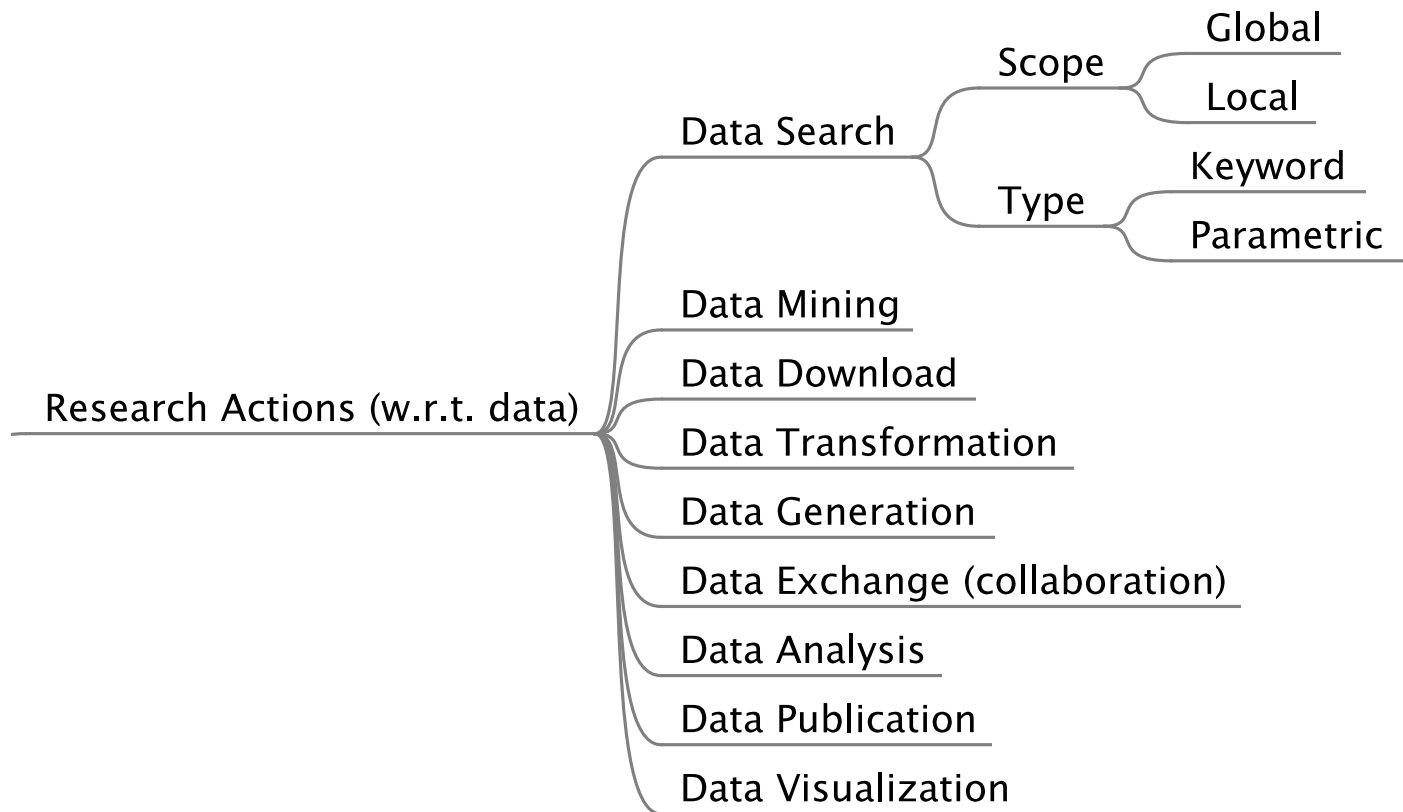 Global
Scope
Local
Data Search
Keyword
Type
Parametric
Data Mining
Data Download
Research Actions (w.r.t. data)
Data Transformation
Data Generation
Data Exchange (collaboration)
Data Analysis
Data Publication
Data Visualization